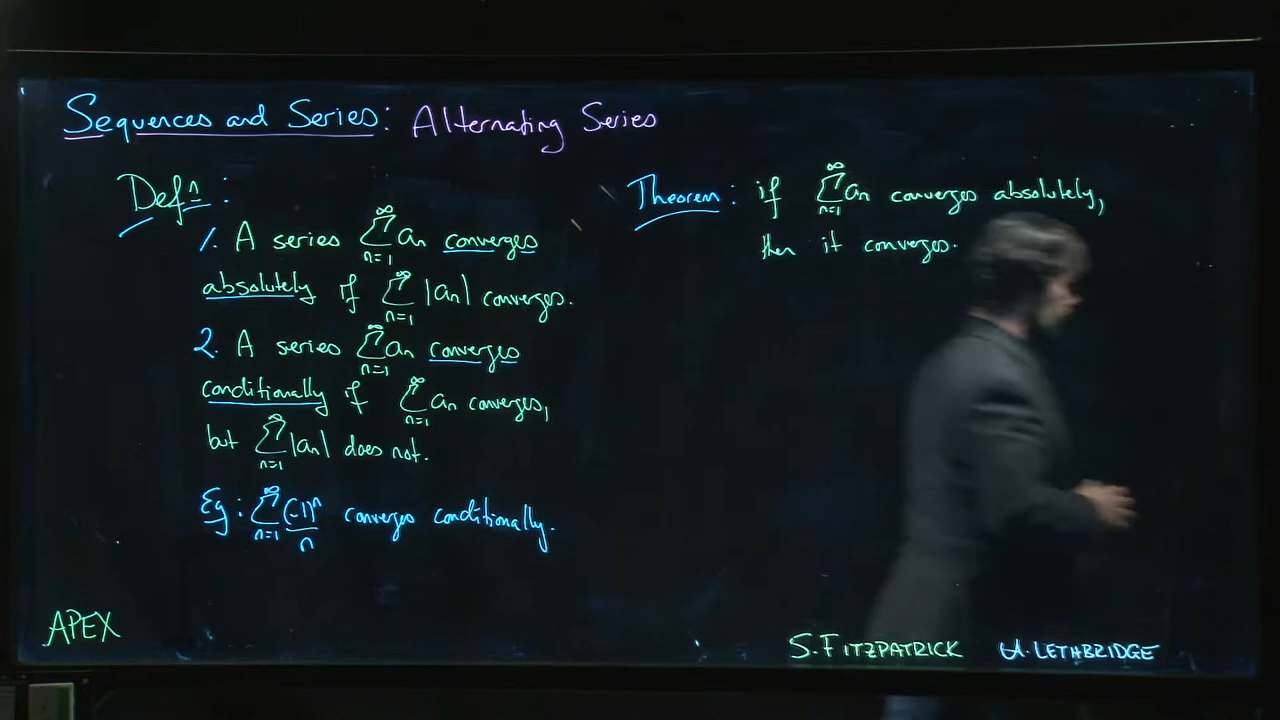 Sequences and Series: Alternating Series
Defⁿ:
1. A series ∑_{n=1}^{∞} aₙ converges
absolutely if ∑_{n=1}^{∞} |aₙ| converges.
2. A series ∑_{n=1}^{∞} aₙ converges
conditionally if ∑_{n=1}^{∞} aₙ converges,
but ∑_{n=1}^{∞} |aₙ| does not.
Eg: ∑_{n=1}^{∞} (-1)ⁿ/n converges conditionally.
Theorem: if ∑_{n=1}^{∞} aₙ converges absolutely,
then it converges.
APEX
S. FITZPATRICK U. LETHBRIDGE